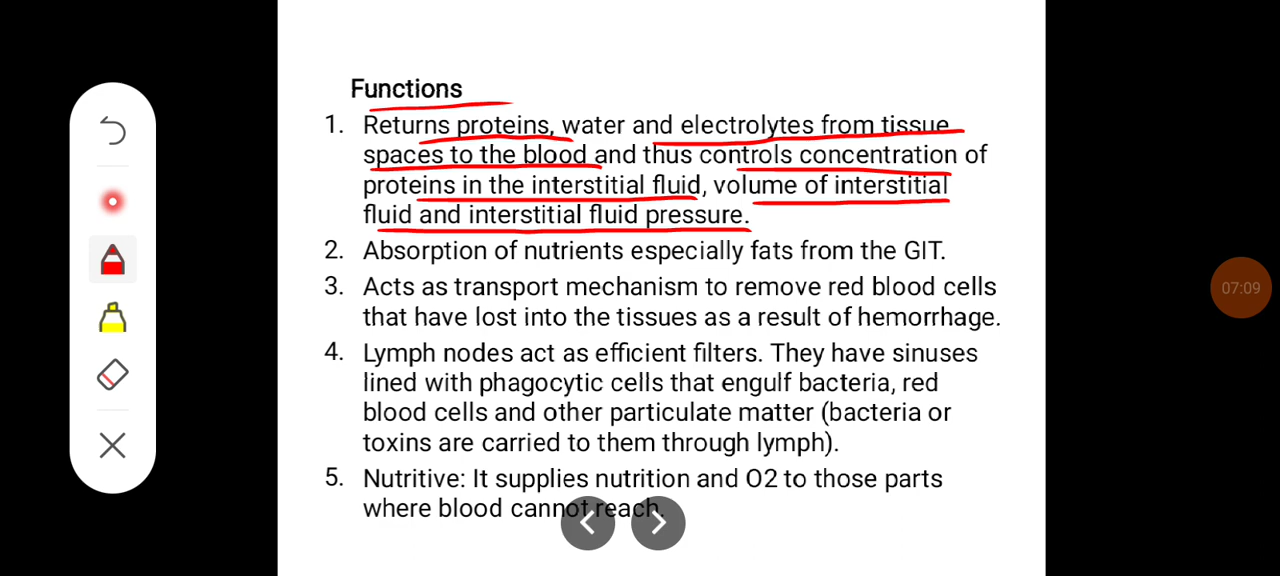 Functions
1. Returns proteins, water and electrolytes from tissue
spaces to the blood and thus controls concentration of
proteins in the interstitial fluid, volume of interstitial
fluid and interstitial fluid pressure.
2. Absorption of nutrients especially fats from the GIT.
3. Acts as transport mechanism to remove red blood cells
that have lost into the tissues as a result of hemorrhage.
4. Lymph nodes act as efficient filters. They have sinuses
lined with phagocytic cells that engulf bacteria, red
blood cells and other particulate matter (bacteria or
toxins are carried to them through lymph).
5. Nutritive: It supplies nutrition and O2 to those parts
where blood cannot reach.
07:09